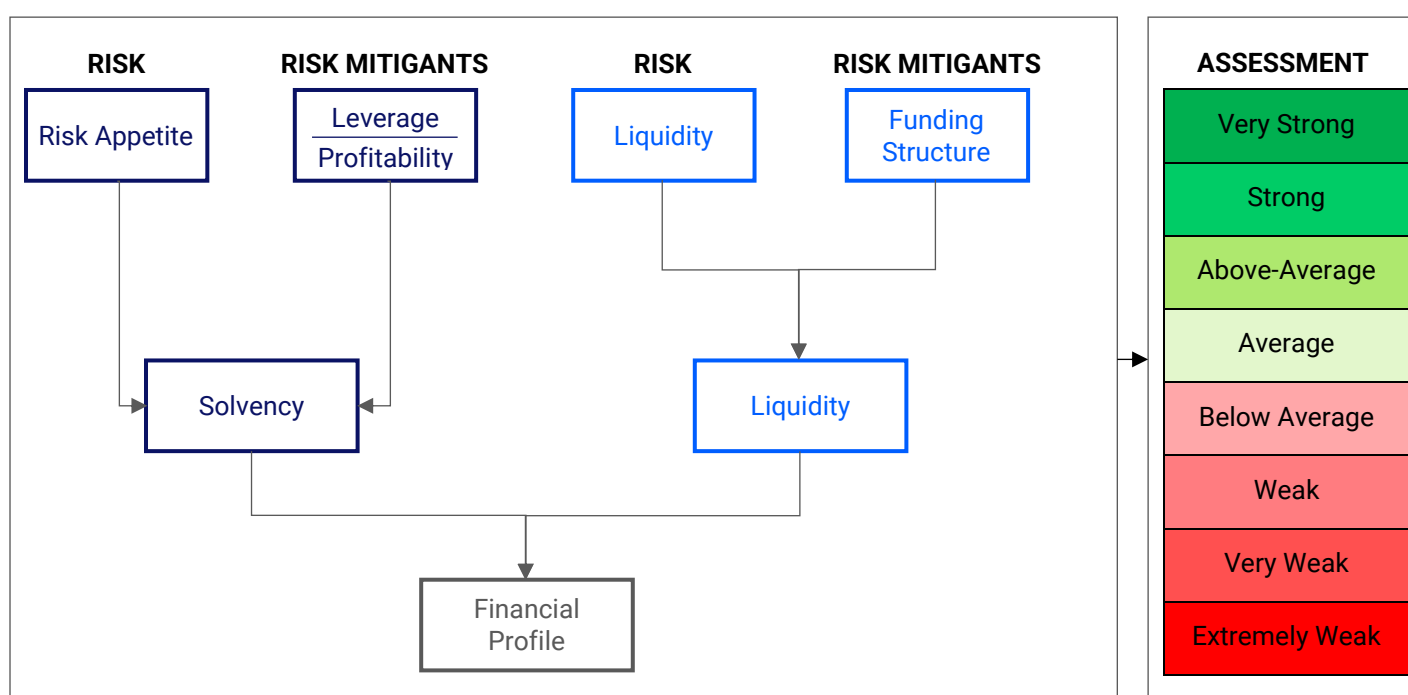 RISK
RISK MITIGANTS
RISK
RISK MITIGANTS
ASSESSMENT
Risk Appetite
Leverage
Profitability
Liquidity
Funding
Structure
Solvency
Liquidity
Financial
Profile
Very Strong
Strong
Above-Average
Average
Below Average
Weak
Very Weak
Extremely Weak